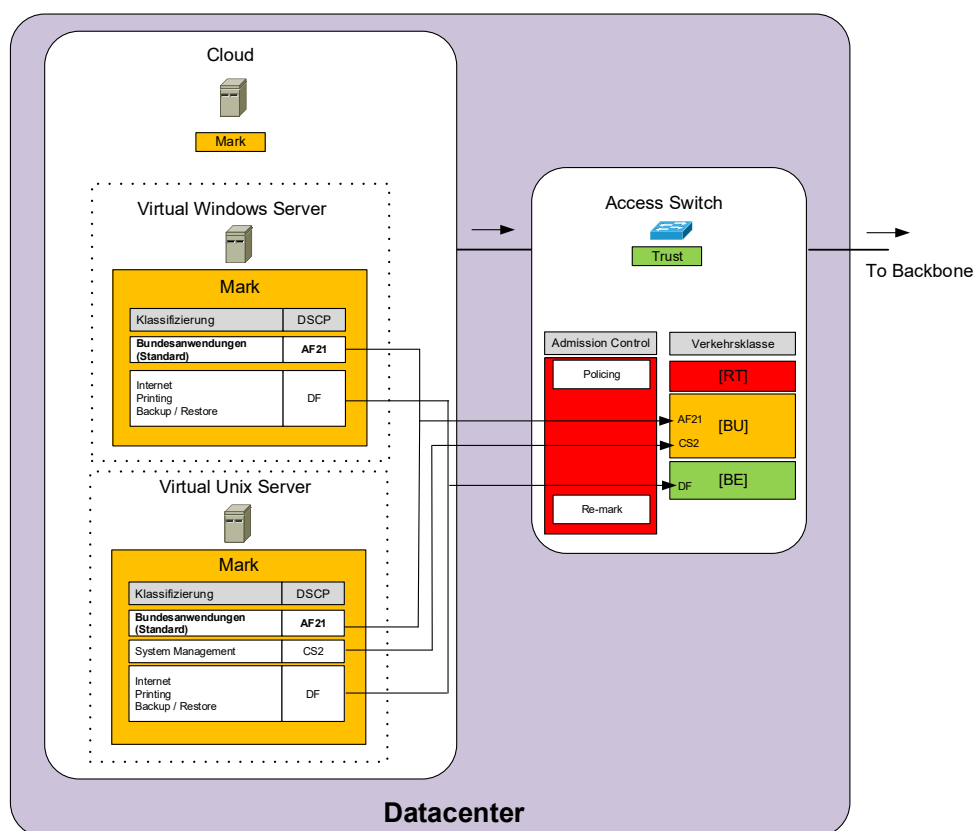 Cloud
Mark
Virtual Windows Server
Mark
Klassifizierung DSCP
Bundesanwendungen
(Standard) AF21
Internet
Printing
Backup / Restore DF
Virtual Unix Server
Mark
Klassifizierung DSCP
Bundesanwendungen
(Standard) AF21
System Management CS2
Internet
Printing
Backup / Restore DF
Access Switch
Trust
Admission Control Verkehrsklasse
Policing
[RT]
AF21
[BU]
CS2
DF
[BE]
Re-mark
To Backbone
Datacenter